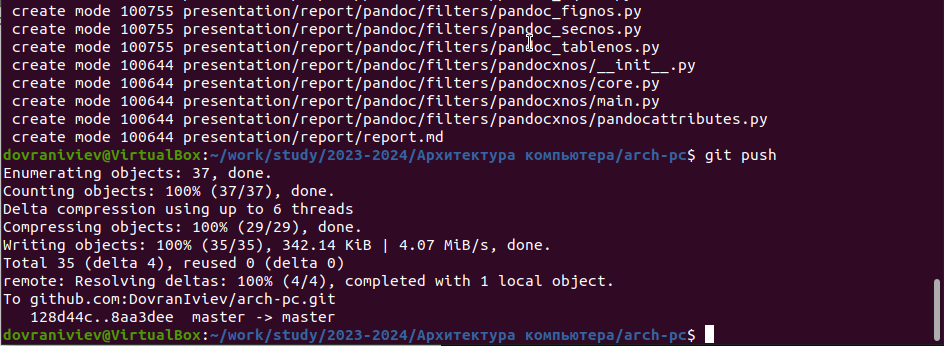 create mode 100755 presentation/report/pandoc/filters/pandoc_fignos.py
create mode 100755 presentation/report/pandoc/filters/pandoc_secnos.py
create mode 100755 presentation/report/pandoc/filters/pandoc_tablenos.py
create mode 100644 presentation/report/pandoc/filters/pandocxnos/__init__.py
create mode 100644 presentation/report/pandoc/filters/pandocxnos/core.py
create mode 100644 presentation/report/pandoc/filters/pandocxnos/main.py
create mode 100644 presentation/report/pandoc/filters/pandocxnos/pandocattributes.py
create mode 100644 presentation/report/report.md
dovraniviev@VirtualBox:~/work/study/2023-2024/Архитектура компьютера/arch-pc$ git push
Enumerating objects: 37, done.
Counting objects: 100% (37/37), done.
Delta compression using up to 6 threads
Compressing objects: 100% (29/29), done.
Writing objects: 100% (35/35), 342.14 KiB | 4.07 MiB/s, done.
Total 35 (delta 4), reused 0 (delta 0)
remote: Resolving deltas: 100% (4/4), completed with 1 local object.
To github.com:DovranIviev/arch-pc.git
128d44c..8aa3dee  master -> master
dovraniviev@VirtualBox:~/work/study/2023-2024/Архитектура компьютера/arch-pc$